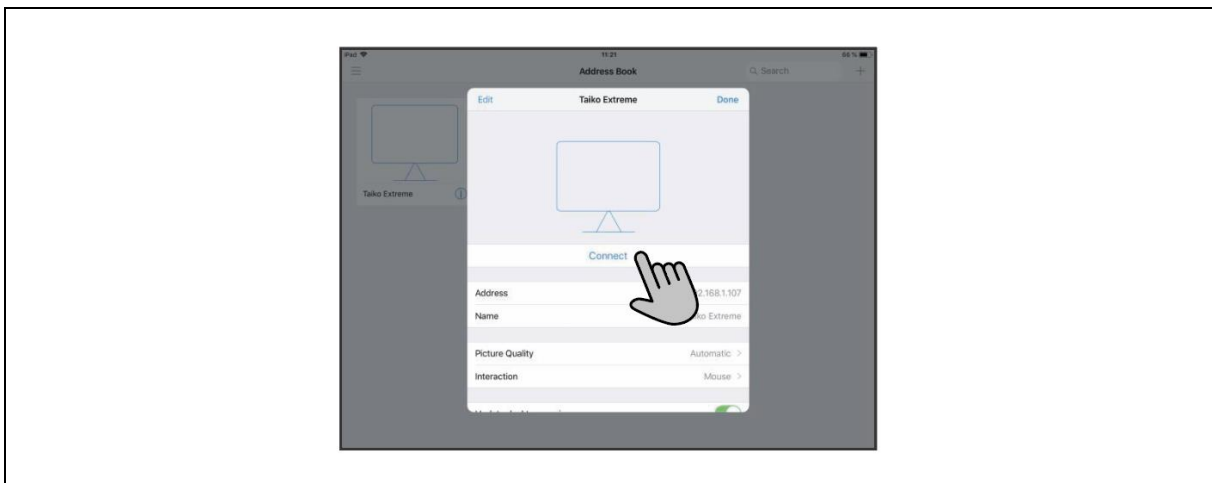 iPad 11:21 66 %
Address Book Search
Edit Taiko Extreme Done
Taiko Extreme
Connect
Address 2.168.1.107
Name Extreme
Picture Quality Automatic
Interaction Mouse